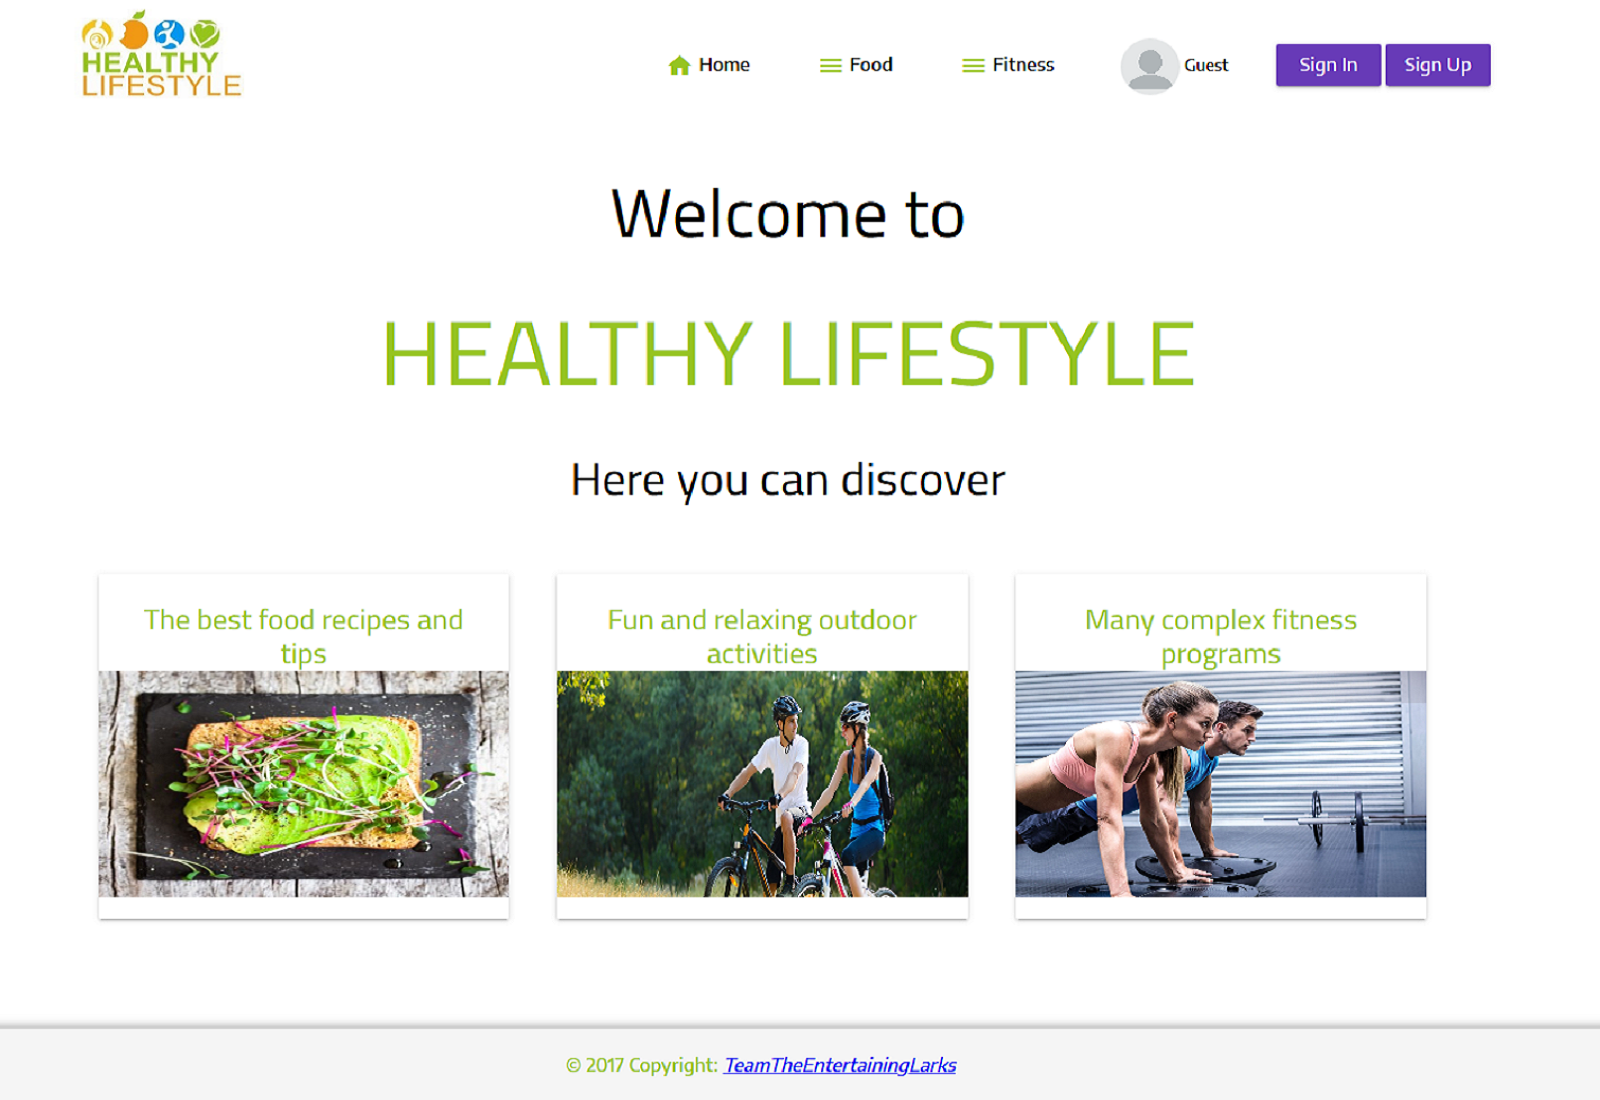 HEALTHY
LIFESTYLE
Home
Food
Fitness
Guest
Sign In
Sign Up
Welcome to
HEALTHY LIFESTYLE
Here you can discover
The best food recipes and
tips
Fun and relaxing outdoor
activities
Many complex fitness
programs
© 2017 Copyright: TeamTheEntertainingLarks